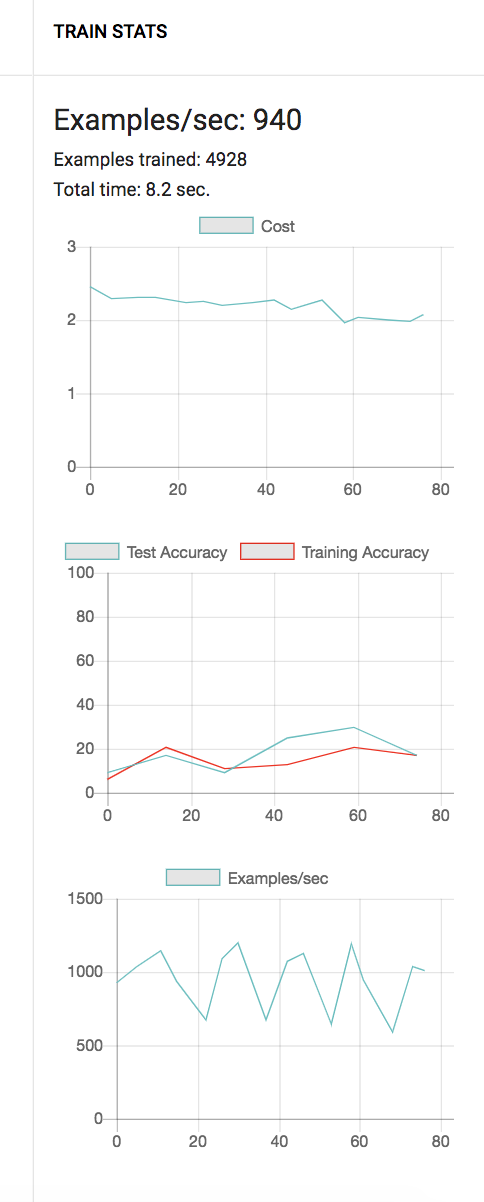 TRAIN STATS
Examples/sec: 940
Examples trained: 4928
Total time: 8.2 sec.
Cost
3
2
1
0
0 20 40 60 80
Test Accuracy Training Accuracy
100
80
60
40
20
0
0 20 40 60 80
Examples/sec
1500
1000
500
0
0 20 40 60 80